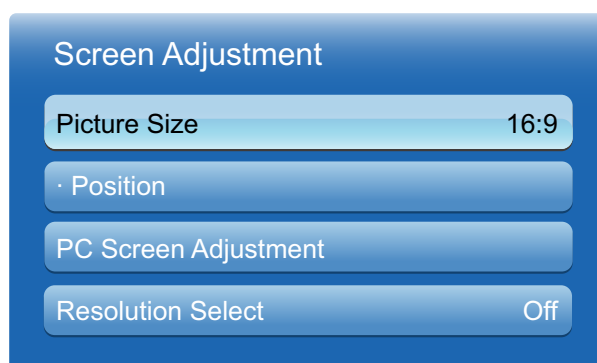 Screen Adjustment
Picture Size 16:9
· Position
PC Screen Adjustment
Resolution Select Off